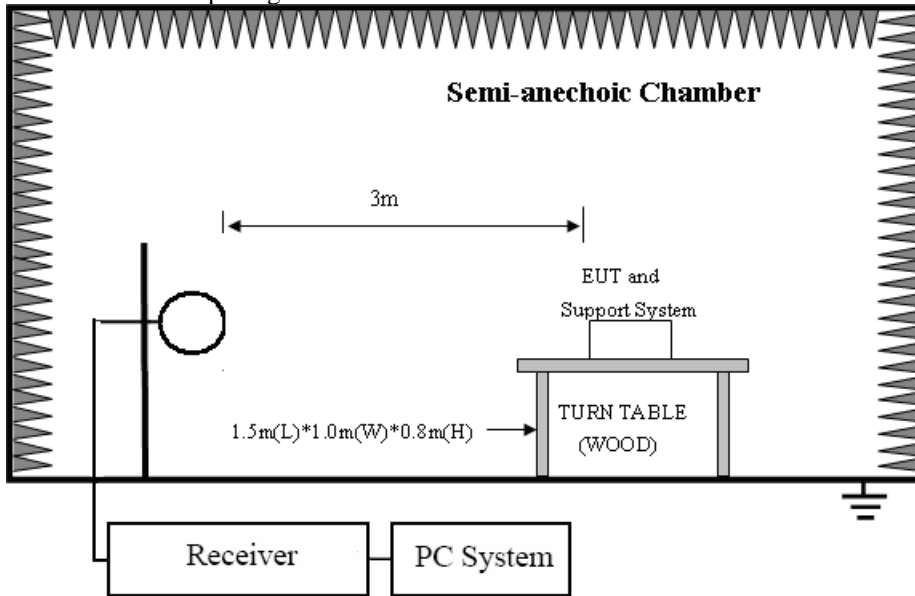 Semi-anechoic Chamber
3m
EUT and
Support System
1.5m(L)*1.0m(W)*0.8m(H)
TURN TABLE
(WOOD)
Receiver
PC System